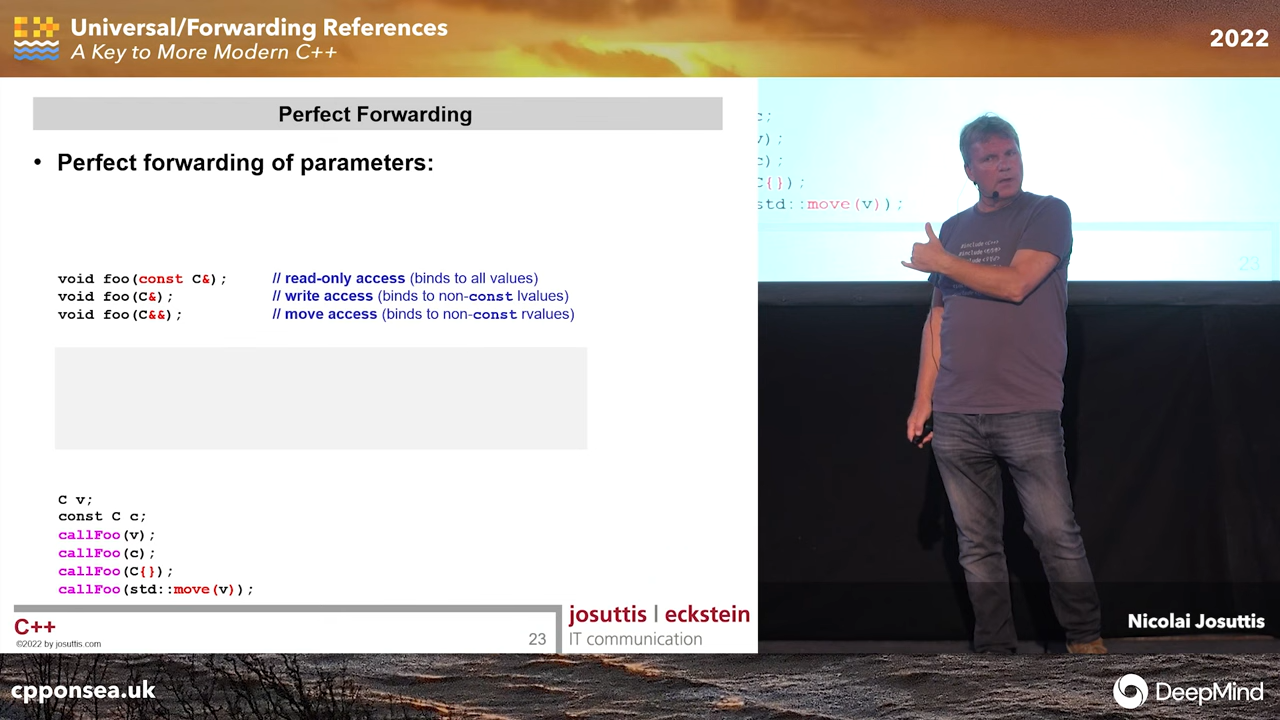 Universal/Forwarding References
A Key to More Modern C++
2022
Perfect Forwarding
• Perfect forwarding of parameters:
void foo(const C&); // read-only access (binds to all values)
void foo(C&); // write access (binds to non-const lvalues)
void foo(C&&); // move access (binds to non-const rvalues)
C v;
const C c;
callFoo(v);
callFoo(c);
callFoo(C{});
callFoo(std::move(v));
C++
©2022 by josuttis.com
23
josuttis | eckstein
IT communication
c;
v);
c);
C{});
std::move(v));
23
Nicolai Josuttis
cpponsea.uk
DeepMind